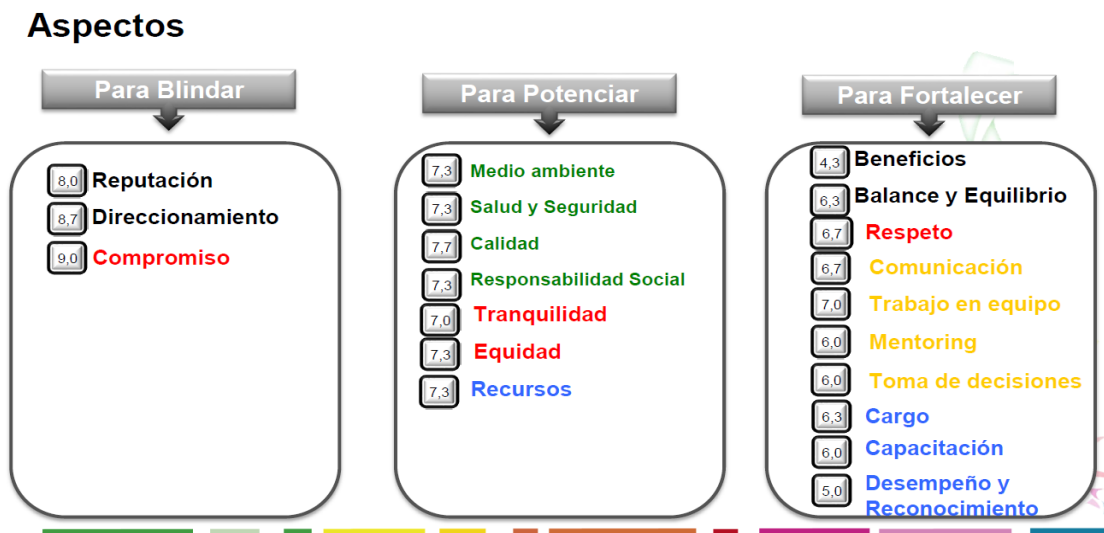 Aspectos
Para Blindar
8,0 Reputación
8,7 Direccionamiento
9,0 Compromiso
Para Potenciar
7,3 Medio ambiente
7,3 Salud y Seguridad
7,7 Calidad
7,3 Responsabilidad Social
7,0 Tranquilidad
7,3 Equidad
7,3 Recursos
Para Fortalecer
4,3 Beneficios
6,3 Balance y Equilibrio
6,7 Respeto
6,7 Comunicación
7,0 Trabajo en equipo
6,0 Mentoring
6,0 Toma de decisiones
6,3 Cargo
6,0 Capacitación
5,0 Desempeño y
Reconocimiento